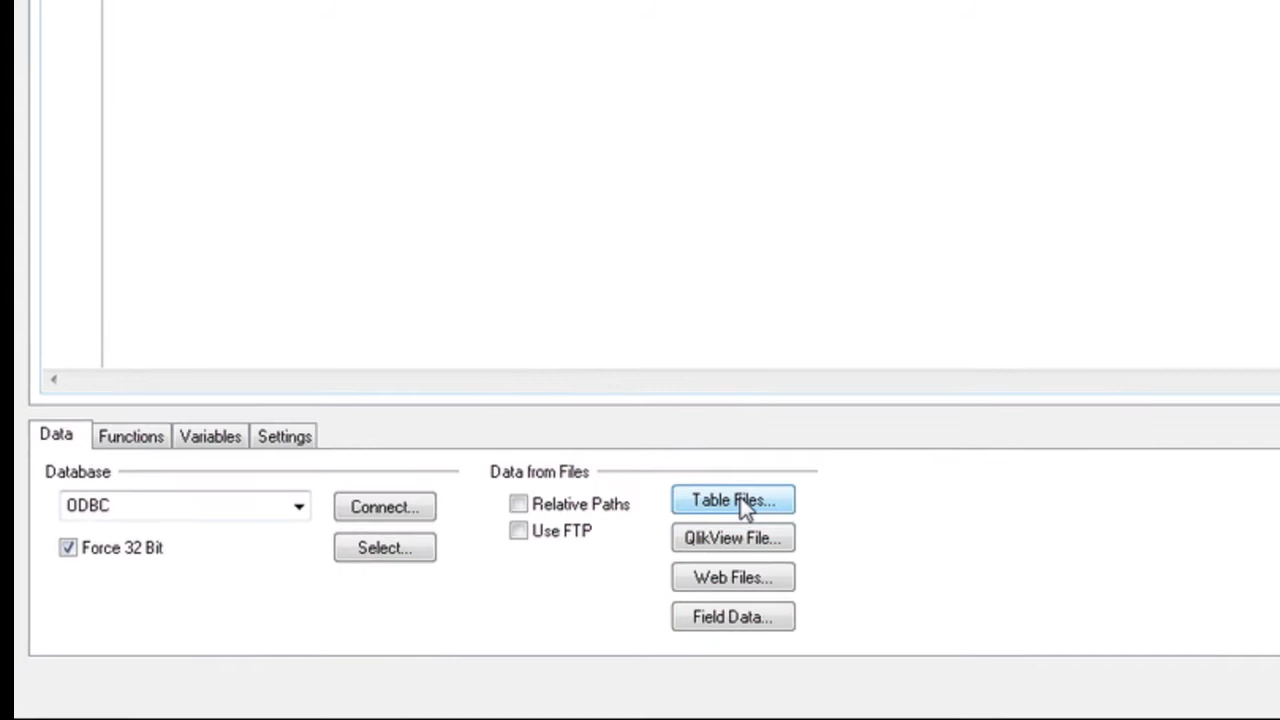 Data Functions Variables Settings
Database
ODBC
Connect...
Force 32 Bit
Select...
Data from Files
Relative Paths
Use FTP
Table Files...
QlikView File...
Web Files...
Field Data...